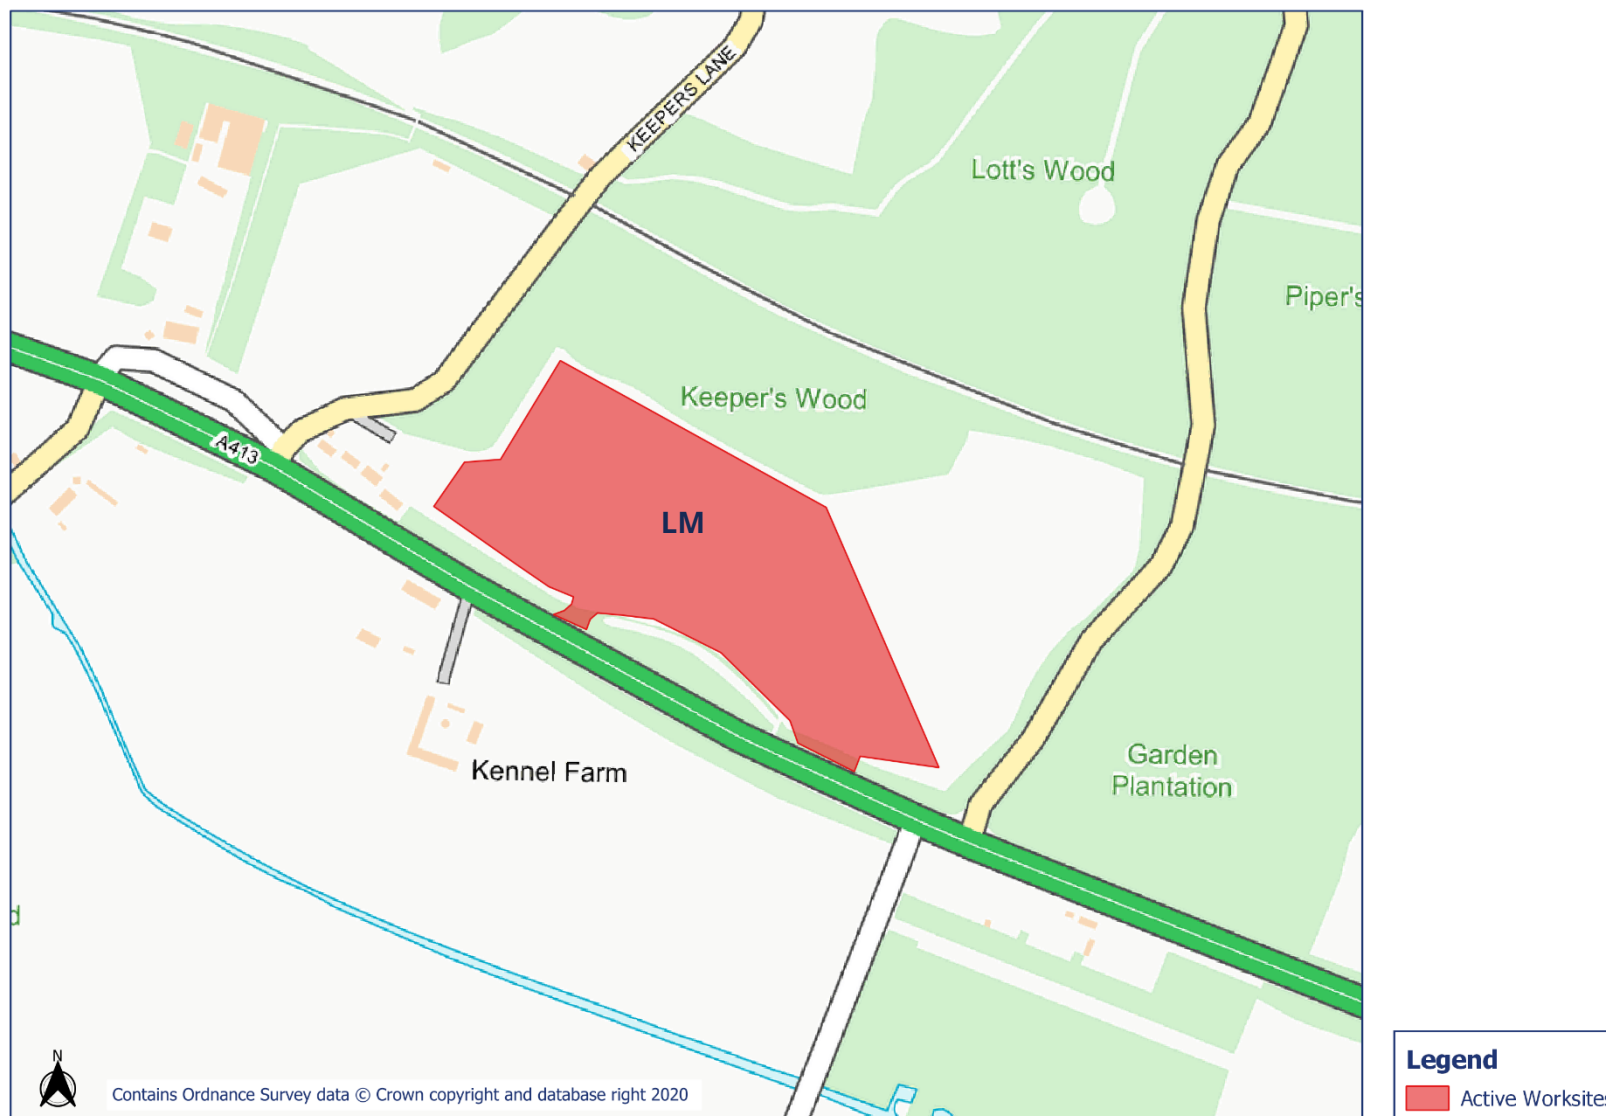 KEEPERS LANE
Lott's Wood
Piper's
Keeper's Wood
A413
LM
Garden
Plantation
Kennel Farm
d
N
Contains Ordnance Survey data © Crown copyright and database right 2020
Legend
Active Worksites